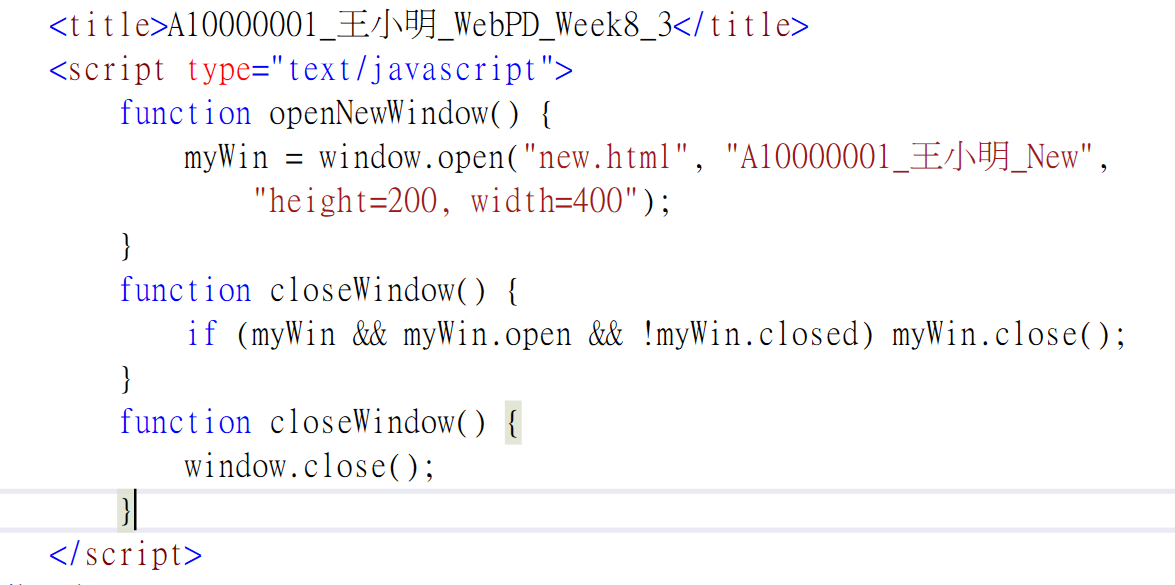 <title>A10000001_王小明_WebPD_Week8_3</title>
<script type="text/javascript">
function openNewWindow() {
myWin = window.open("new.html", "A10000001_王小明_New",
"height=200, width=400");
}
function closeWindow() {
if (myWin && myWin.open && !myWin.closed) myWin.close();
}
function closeWindow() {
window.close();
}
</script>